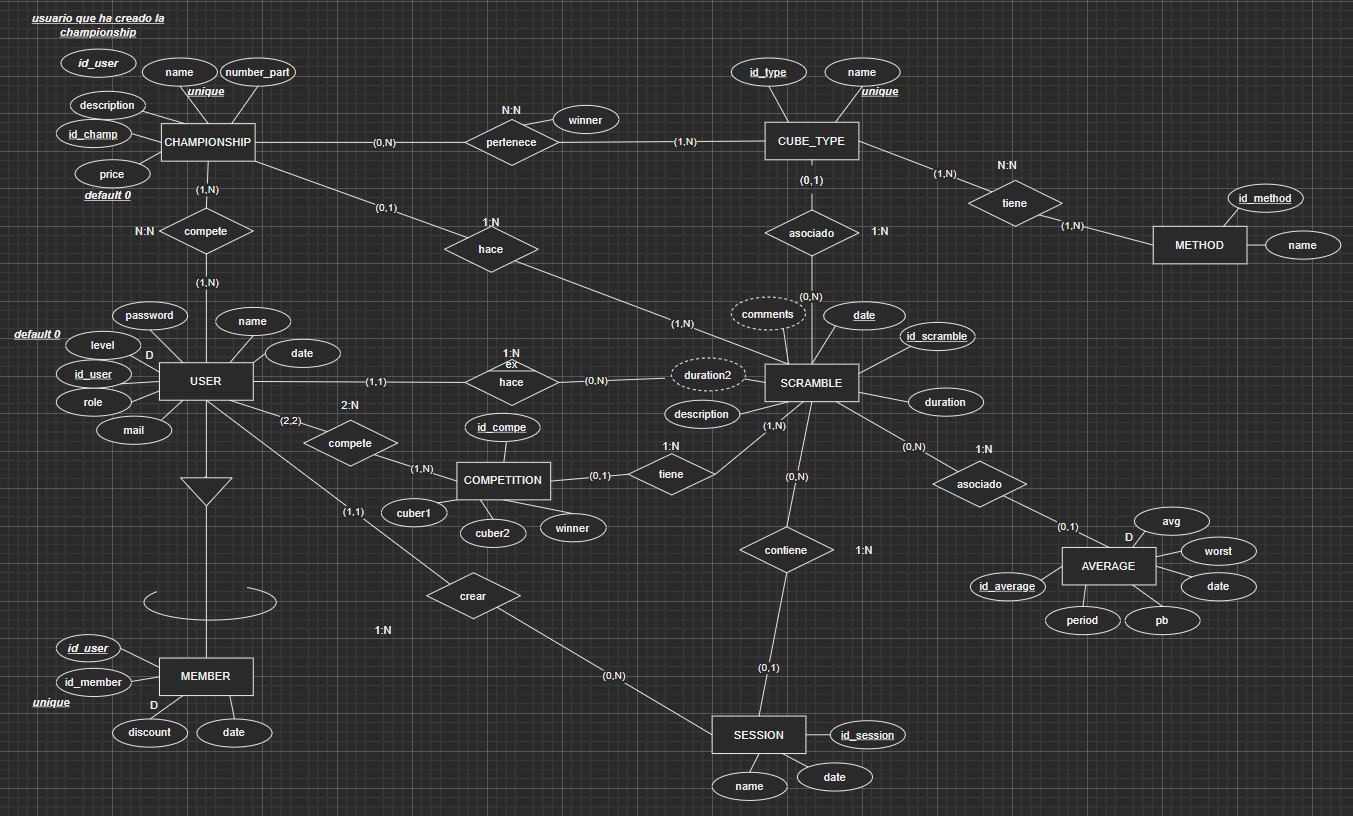 usuario que ha creado la
championship
id_user
name
number_part
unique
description
id_champ
price
default 0
CHAMPIONSHIP
(0,N)
N:N
pertenece
winner
(1,N)
id_type
name
unique
CUBE_TYPE
(1,N)
N:N
tiene
(1,N)
id_method
METHOD
name
(1,N)
N:N
compete
(1,N)
(0,1)
1:N
hace
(1,N)
(0,1)
asociado
1:N
(0,N)
password
name
default 0
level
D
date
id_user
role
mail
USER
(1,1)
1:N
ex
hace
(0,N)
comments
date
id_scramble
duration2
SCRAMBLE
description
duration
(2,2)
2:N
compete
(1,N)
id_compe
COMPETITION
cuber1
cuber2
winner
(0,1)
1:N
tiene
(1,N)
(0,N)
1:N
asociado
(0,1)
D
avg
worst
AVERAGE
id_average
date
period
pb
(0,N)
contiene
1:N
(0,1)
(1,1)
crear
1:N
(0,N)
id_user
id_member
unique
MEMBER
D
discount
date
SESSION
id_session
name
date